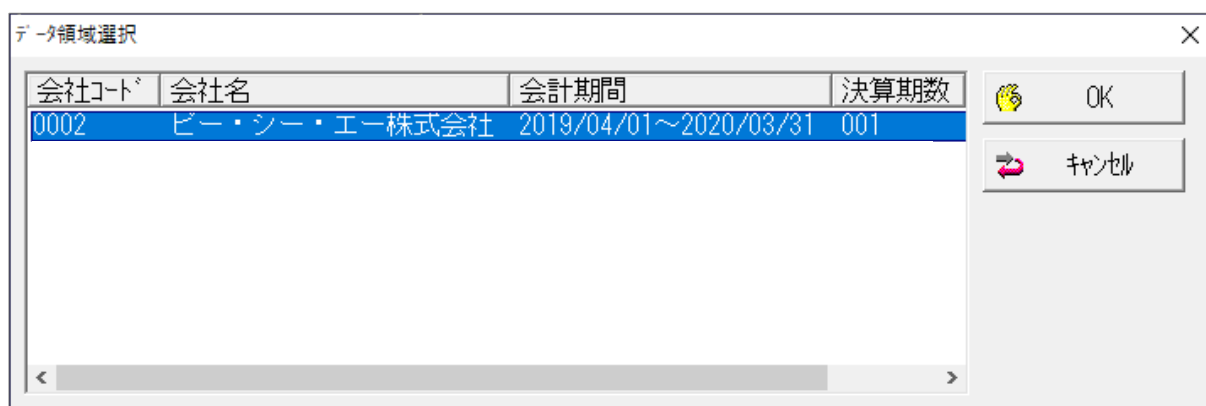 ﾃﾞｰﾀ領域選択
会社ｺｰﾄﾞ 会社名 会計期間 決算期数
0002 ビー・シー・エー株式会社 2019/04/01～2020/03/31 001
OK
ｷｬﾝｾﾙ